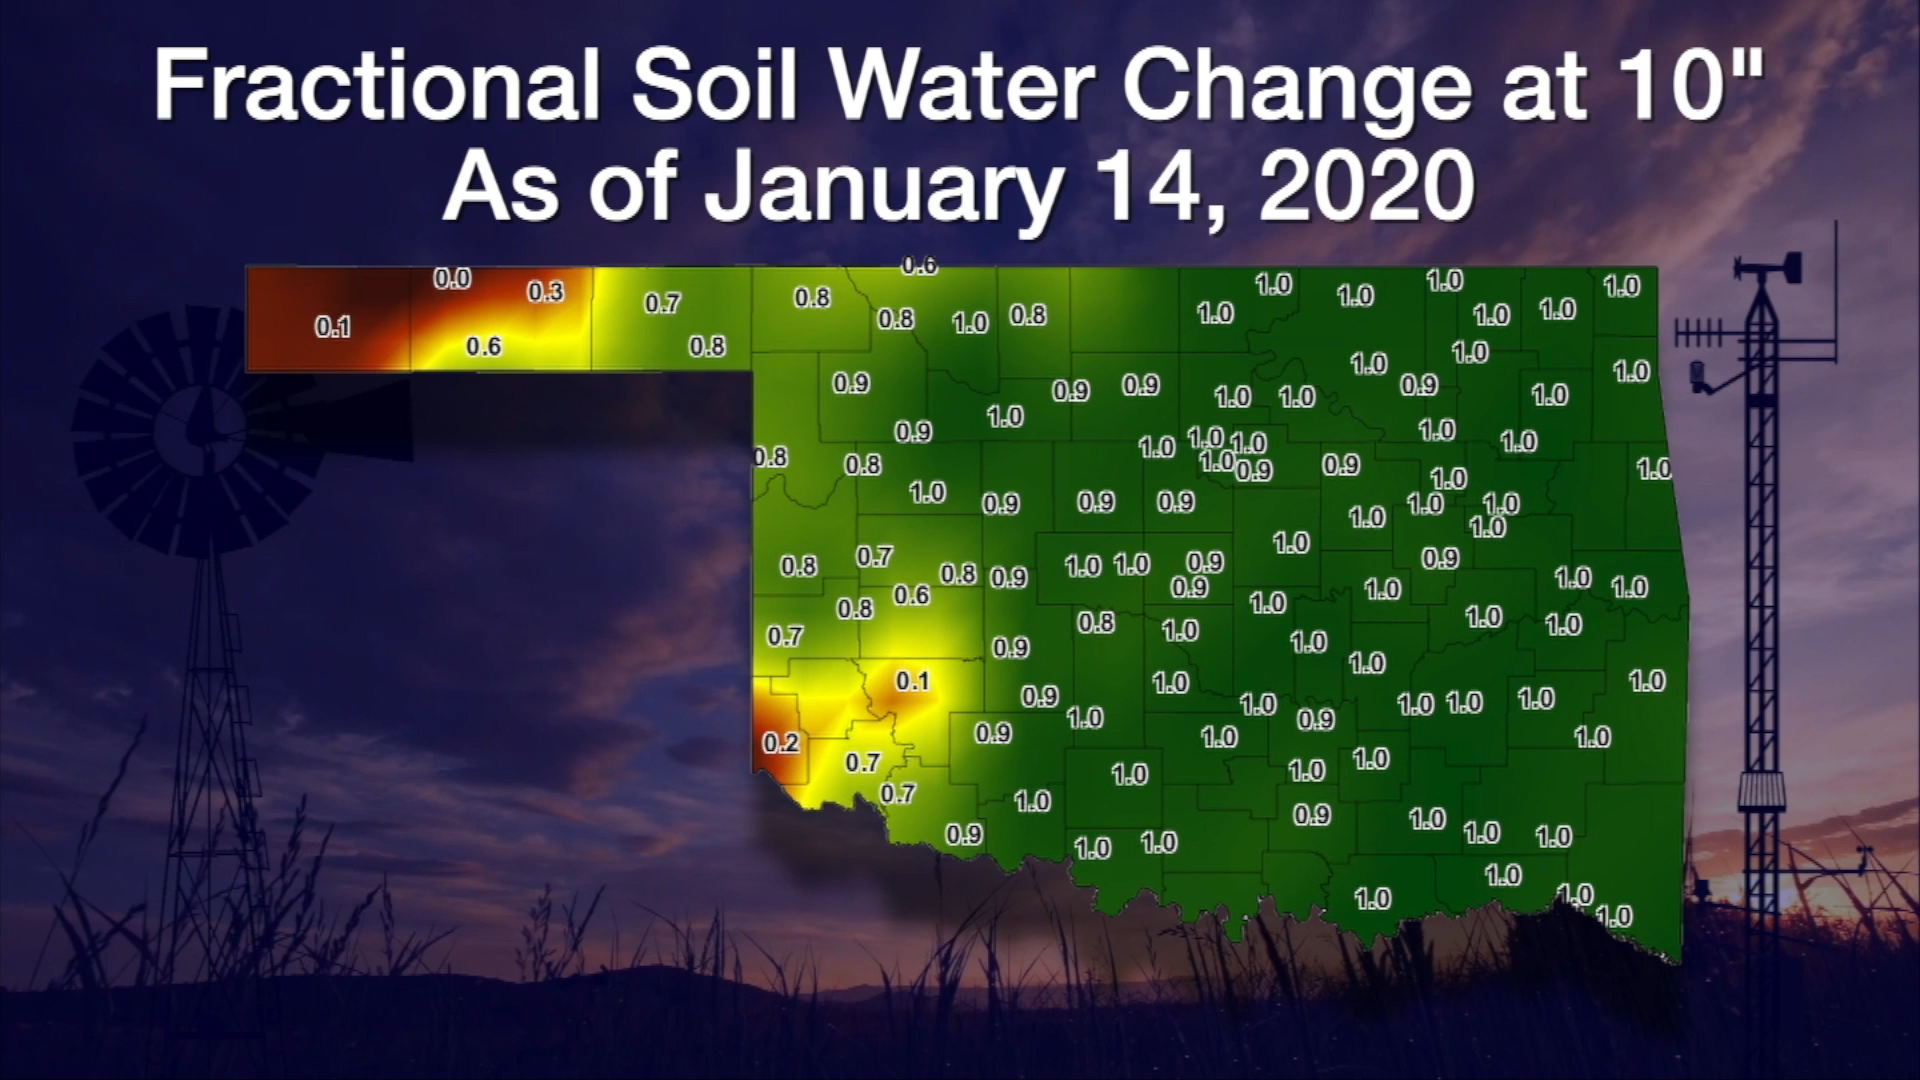 Fractional Soil Water Change at 10"
As of January 14, 2020
0.6
0.0 1.0 1.0
0.3 0.8 1.0 1.0
0.7 1.0 1.0
0.1 0.8 1.0 0.8 1.0 1.0
0.6 0.8 1.0
0.9 0.9 0.9 1.0 0.9 1.0
1.0 1.0 1.0 1.0
0.9 1.0 1.0
0.8 0.8 1.0 1.0 1.0 1.0 0.9 0.9 1.0
1.0 0.9 0.9 0.9 1.0 1.0 1.0
1.0 1.0
0.8 0.7 1.0 1.0 0.9 1.0 0.9
0.8 0.9 0.9 1.0 1.0 1.0
0.8 0.6 1.0
0.7 0.8 1.0 1.0 1.0
0.9 1.0 1.0
0.1 1.0 1.0
0.9 1.0 1.0 0.9 1.0 1.0 1.0
0.2 0.9 1.0 1.0
0.7 1.0 1.0 1.0
0.7 1.0 0.9 1.0
0.9 1.0 1.0 1.0 1.0
1.0 1.0 1.0
1.0